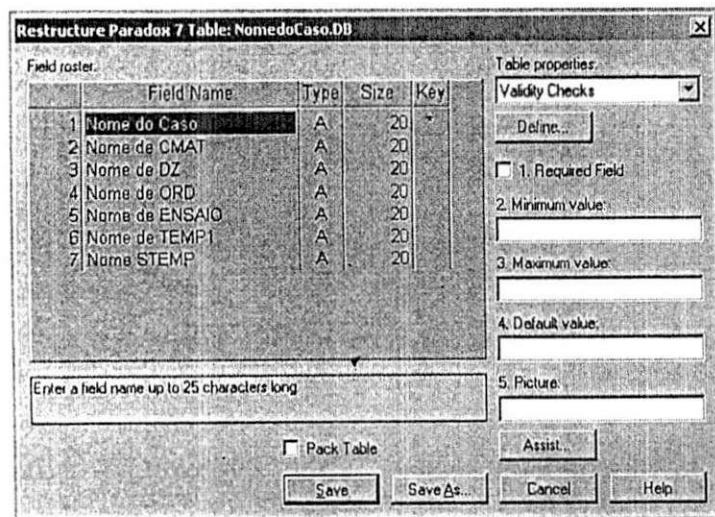 Restructure Paradox 7 Table: NomedoCaso.DB
Field roster:
Field Name Type Size Key
1 Nome do Caso A 20 *
2 Nome de CMAT A 20
3 Nome de DZ A 20
4 Nome de ORD A 20
5 Nome de ENSAIO A 20
6 Nome de TEMP1 A 20
7 Nome STEMP A 20
Enter a field name up to 25 characters long
Pack Table
Save
Save As...
Table properties:
Validity Checks
Define...
1. Required Field
2. Minimum value:
3. Maximum value:
4. Default value:
5. Picture:
Assist...
Cancel
Help